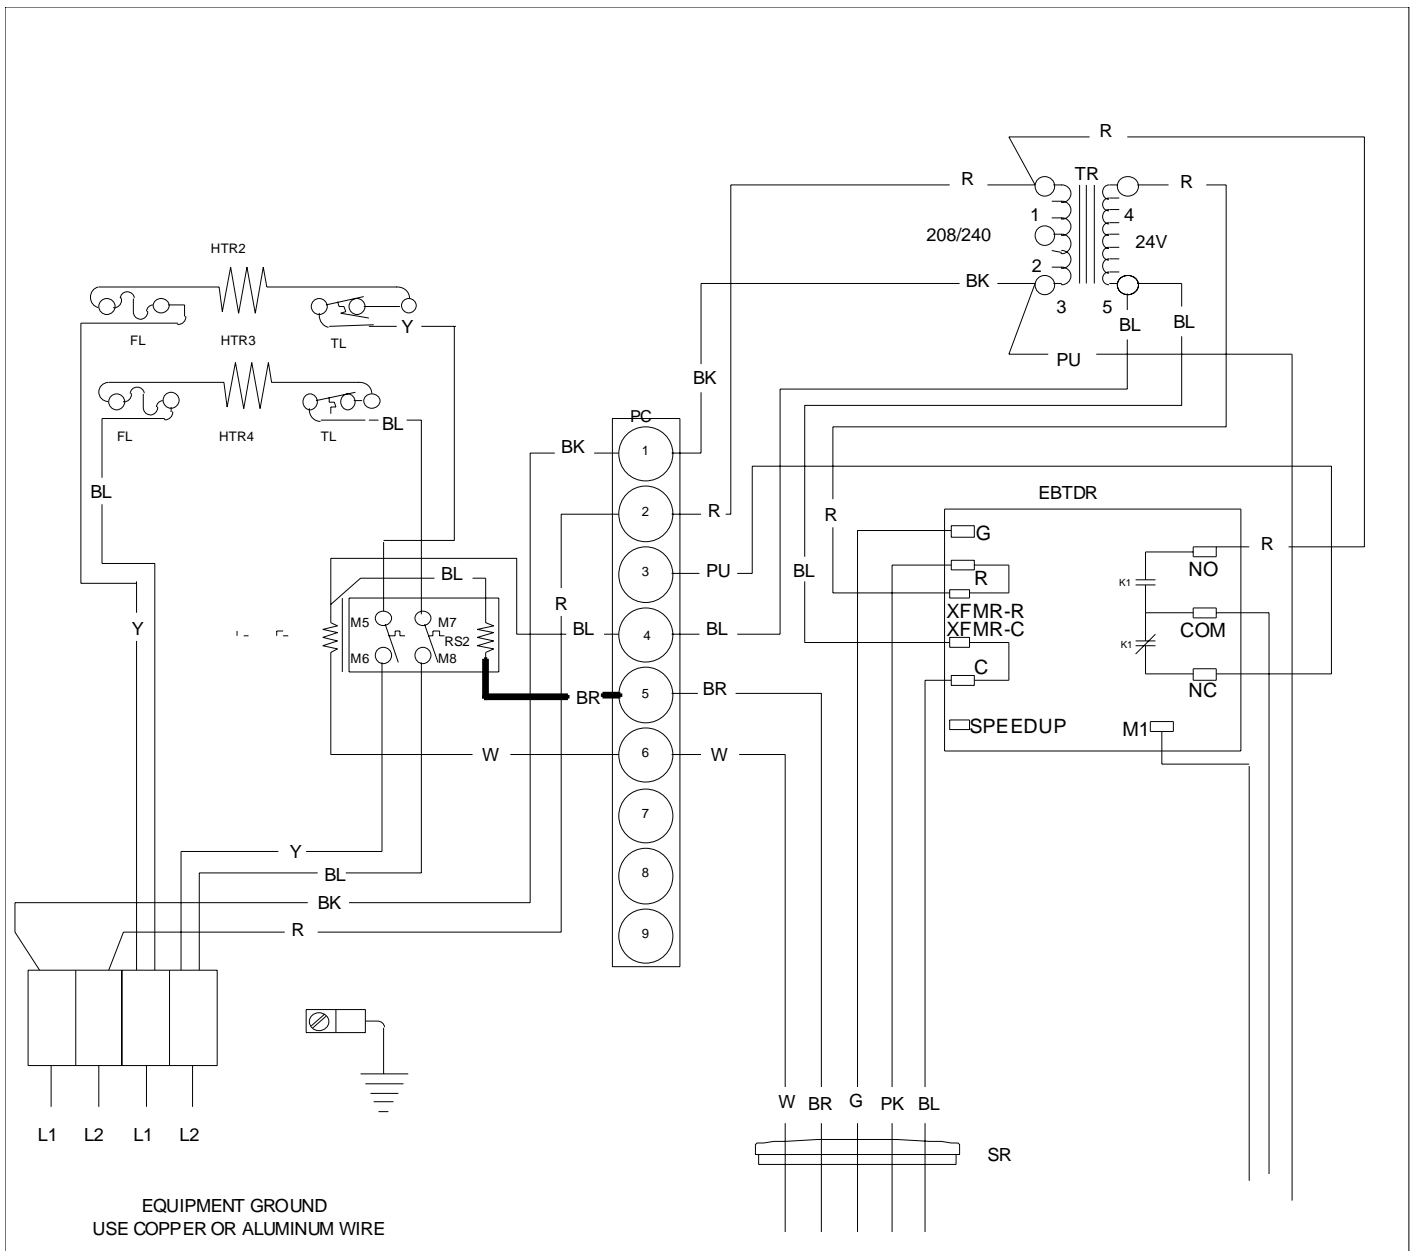 R
R
TR
R
1
4
208/240
24V
HTR2
2
BK
3
5
BL
BL
Y
FL
HTR3
TL
PU
BK
PC
BL
FL
HTR4
TL
BK
1
BL
EBTDR
2
R
R
G
R
NO
K1
3
PU
BL
BL
R
R
XFMR-R
XFMR-C
COM
K1
M5
M7
RS2
M6
M8
Y
BL
4
BL
C
NC
BR
5
BR
SPEEDUP
M1
W
6
W
7
Y
BL
8
BK
R
9
W
BR
G
PK
BL
L1
L2
L1
L2
SR
EQUIPMENT GROUND
USE COPPER OR ALUMINUM WIRE